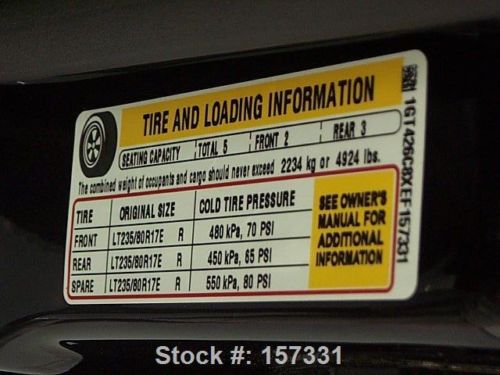 TIRE AND LOADING INFORMATION
SEATING CAPACITY TOTAL 5 FRONT 2 REAR 3
The combined weight of occupants and cargo should never exceed 2234 kg or 4924 lbs.
TIRE ORIGINAL SIZE COLD TIRE PRESSURE
FRONT LT235/80R17E R 480 kPa, 70 PSI
REAR LT235/80R17E R 450 kPa, 65 PSI
SPARE LT235/80R17E R 550 kPa, 80 PSI
SEE OWNER'S
MANUAL FOR
ADDITIONAL
INFORMATION
1GT426C8XEF157331
Stock #: 157331